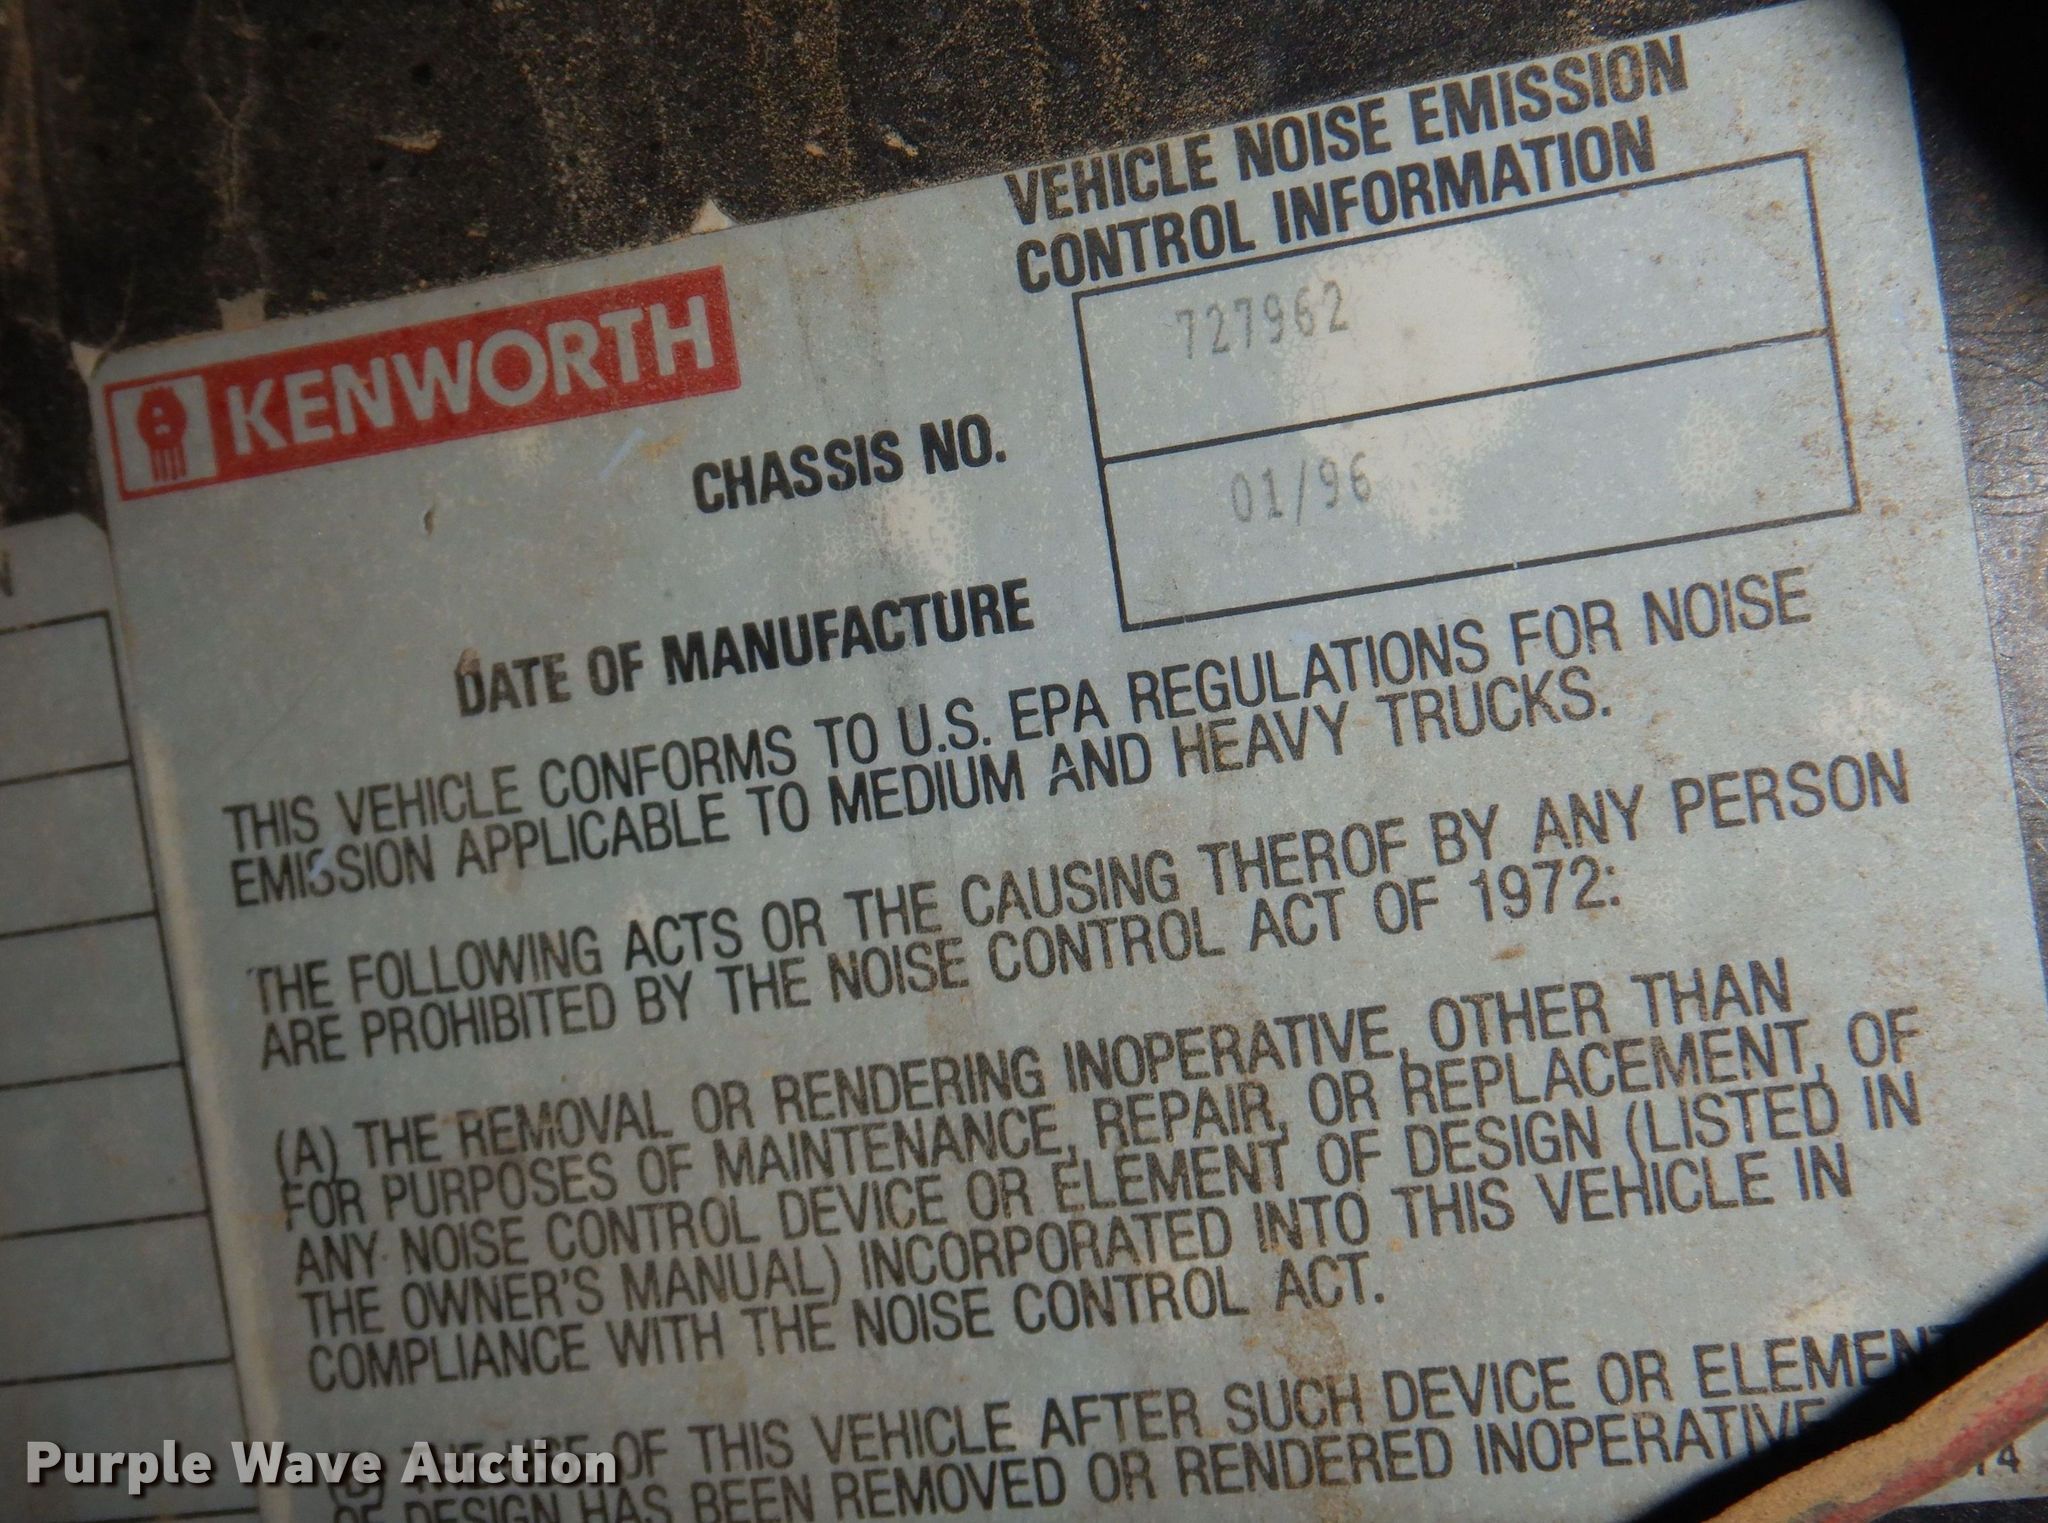 VEHICLE NOISE EMISSION
CONTROL INFORMATION
KENWORTH
CHASSIS NO.
727962
DATE OF MANUFACTURE
01/96
THIS VEHICLE CONFORMS TO U.S. EPA REGULATIONS FOR NOISE
EMISSION APPLICABLE TO MEDIUM AND HEAVY TRUCKS.
THE FOLLOWING ACTS OR THE CAUSING THEROF BY ANY PERSON
ARE PROHIBITED BY THE NOISE CONTROL ACT OF 1972:
(A) THE REMOVAL OR RENDERING INOPERATIVE, OTHER THAN
FOR PURPOSES OF MAINTENANCE, REPAIR, OR REPLACEMENT, OF
ANY NOISE CONTROL DEVICE OR ELEMENT OF DESIGN (LISTED IN
THE OWNER'S MANUAL) INCORPORATED INTO THIS VEHICLE IN
COMPLIANCE WITH THE NOISE CONTROL ACT.
OF THIS VEHICLE AFTER SUCH DEVICE OR ELEMENT
OF DESIGN HAS BEEN REMOVED OR RENDERED INOPERATIVE
Purple Wave Auction